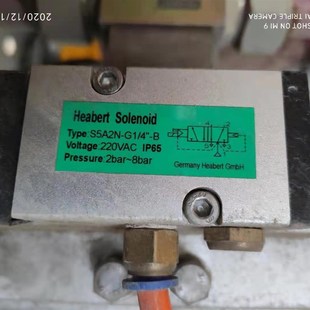 2020/12/1
AI TRIPLE CAMERA
SHOT ON MI 9
Heabert Solenoid
Type:S5A2N-G1/4"-B
Voltage:220VAC IP65
Pressure:2bar~8bar
Germany Heabert GmbH